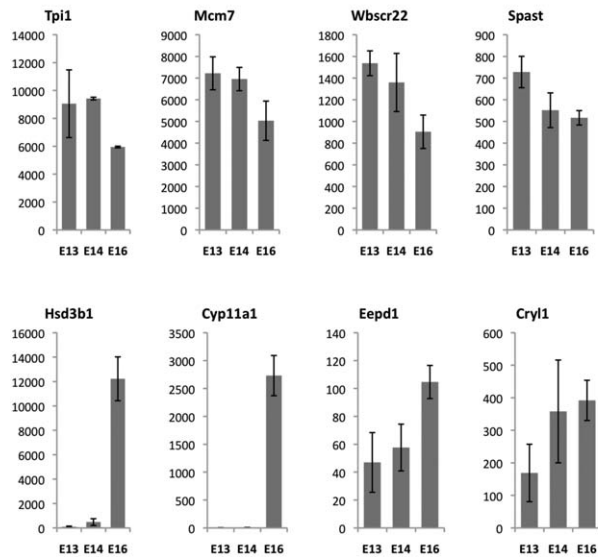 Tpi1 Mcm7 Wbscr22 Spast
14000 9000 1800 900
12000 8000 1600 800
10000 7000 1400 700
8000 6000 1200 600
6000 5000 1000 500
4000 4000 800 400
2000 3000 600 300
0 2000 400 200
1000 200 100
0 0 0
E13 E14 E16 E13 E14 E16 E13 E14 E16 E13 E14 E16
Hsd3b1 Cyp11a1 Eepd1 Cryl1
16000 3500 140 600
14000 3000 120 500
12000 2500 100 400
10000 2000 80 300
8000 1500 60 200
6000 1000 40 100
4000 500 20 0
2000 0 0
0
E13 E14 E16 E13 E14 E16 E13 E14 E16 E13 E14 E16